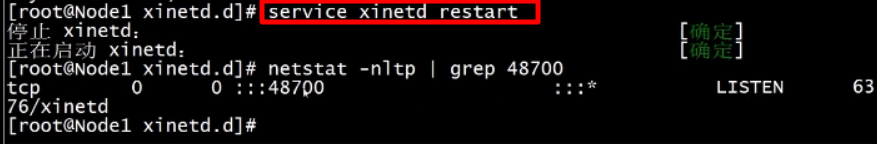 [root@Node1 xinetd.d]# service xinetd restart
停止 xinetd： [确定]
正在启动 xinetd： [确定]
[root@Node1 xinetd.d]# netstat -nltp | grep 48700
tcp 0 0 :::48700 :::* LISTEN 63
76/xinetd
[root@Node1 xinetd.d]#